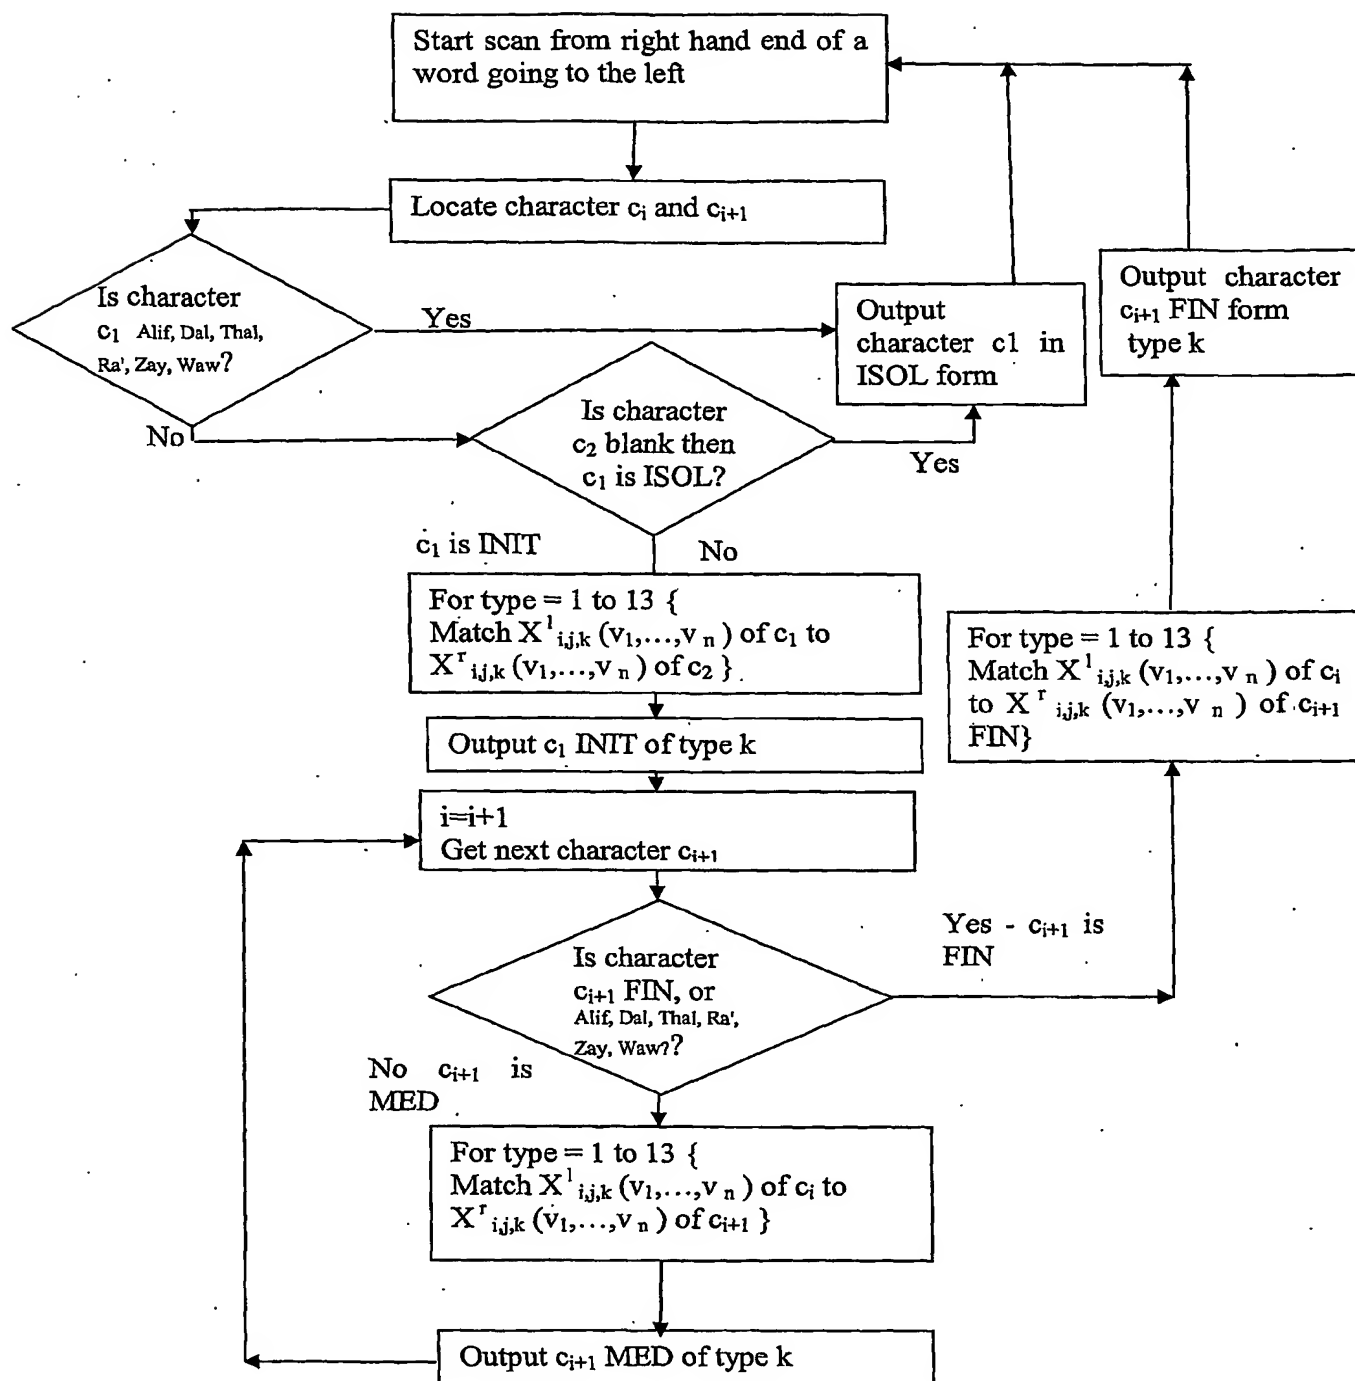 Start scan from right hand end of a
word going to the left
Locate character cᵢ and cᵢ₊₁
Is character
c₁ Alif, Dal, Thal,
Ra', Zay, Waw?
Yes
No
Output
character c1 in
ISOL form
Output character
cᵢ₊₁ FIN form
type k
Is character
c₂ blank then
c₁ is ISOL?
Yes
c₁ is INIT
No
For type = 1 to 13 {
Match Xˡᵢ,ⱼ,ₖ (v₁,...,v ₙ) of c₁ to
Xʳᵢ,ⱼ,ₖ (v₁,...,v ₙ) of c₂ }
For type = 1 to 13 {
Match Xˡᵢ,ⱼ,ₖ (v₁,...,v ₙ) of cᵢ
to X ʳ ᵢ,ⱼ,ₖ (v₁,...,v ₙ) of cᵢ₊₁
FIN}
Output c₁ INIT of type k
i=i+1
Get next character cᵢ₊₁
Is character
cᵢ₊₁ FIN, or
Alif, Dal, Thal, Ra',
Zay, Waw??
Yes - cᵢ₊₁ is
FIN
No cᵢ₊₁ is
MED
For type = 1 to 13 {
Match Xˡᵢ,ⱼ,ₖ (v₁,...,v ₙ) of cᵢ to
Xʳᵢ,ⱼ,ₖ (v₁,...,v ₙ) of cᵢ₊₁ }
Output cᵢ₊₁ MED of type k